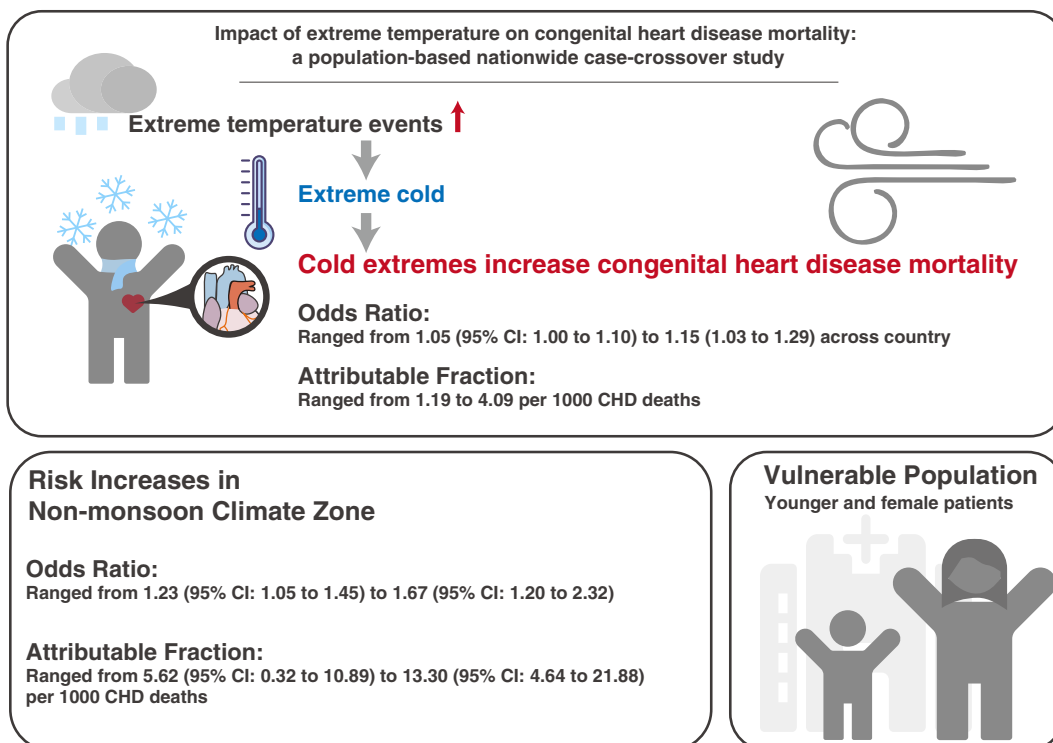 Impact of extreme temperature on congenital heart disease mortality:
a population-based nationwide case-crossover study
Extreme temperature events
Extreme cold
Cold extremes increase congenital heart disease mortality
Odds Ratio:
Ranged from 1.05 (95% CI: 1.00 to 1.10) to 1.15 (1.03 to 1.29) across country
Attributable Fraction:
Ranged from 1.19 to 4.09 per 1000 CHD deaths
Risk Increases in
Non-monsoon Climate Zone
Odds Ratio:
Ranged from 1.23 (95% CI: 1.05 to 1.45) to 1.67 (95% CI: 1.20 to 2.32)
Attributable Fraction:
Ranged from 5.62 (95% CI: 0.32 to 10.89) to 13.30 (95% CI: 4.64 to 21.88)
per 1000 CHD deaths
Vulnerable Population
Younger and female patients